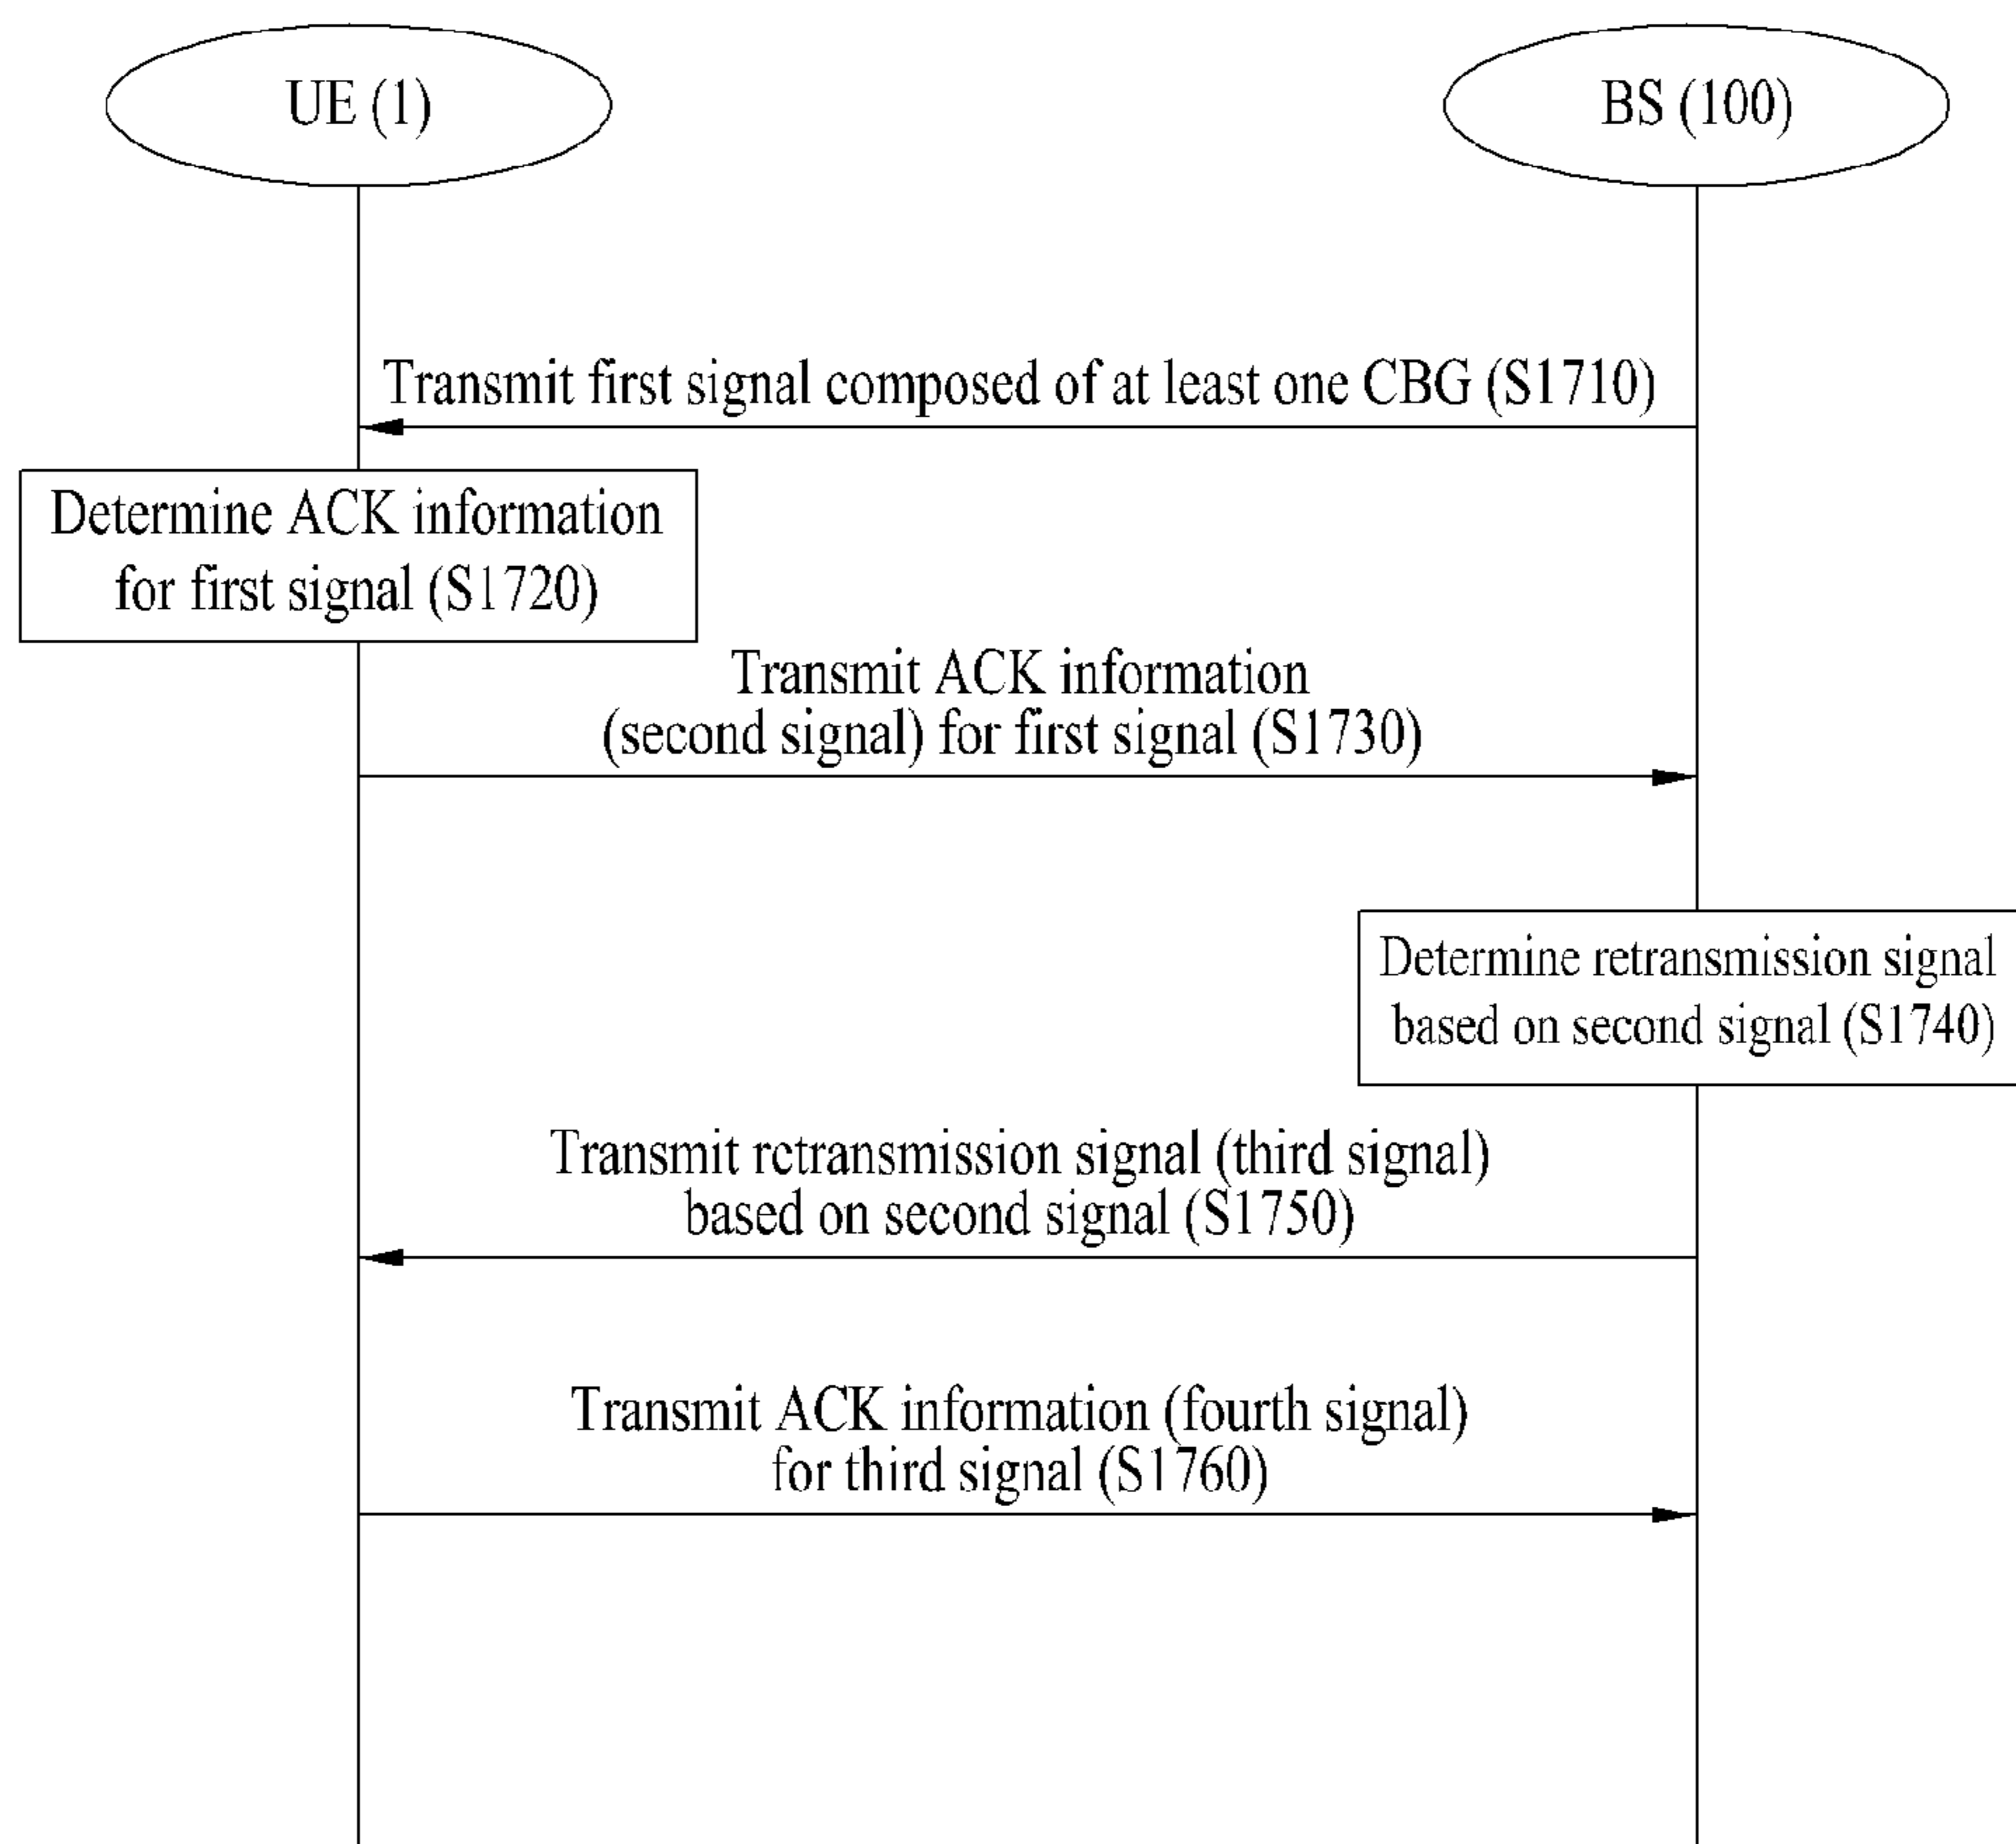 UE (1)
BS (100)
Transmit first signal composed of at least one CBG (S1710)
Determine ACK information
for first signal (S1720)
Transmit ACK information
(second signal) for first signal (S1730)
Determine retransmission signal
based on second signal (S1740)
Transmit retransmission signal (third signal)
based on second signal (S1750)
Transmit ACK information (fourth signal)
for third signal (S1760)